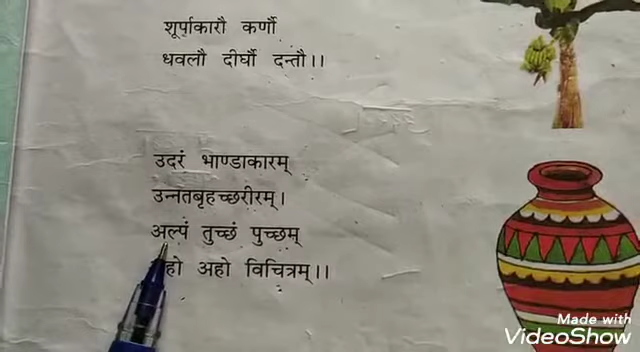 शूर्पाकारौ कर्णौ
धवलौ दीर्घौ दन्तौ।।
उदरं भाण्डाकारम्
उन्नतबृहच्छरीरम्।
अल्पं तुच्छं पुच्छम्
अहो विचित्रम्।।
Made with
VideoShow